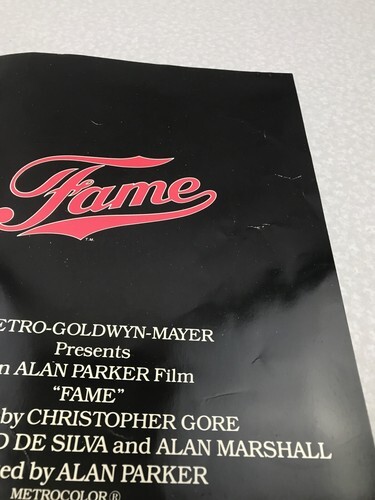 Fame
T.M.
ETRO-GOLDWYN-MAYER
Presents
n ALAN PARKER Film
"FAME"
by CHRISTOPHER GORE
O DE SILVA and ALAN MARSHALL
ed by ALAN PARKER
METROCOLOR®